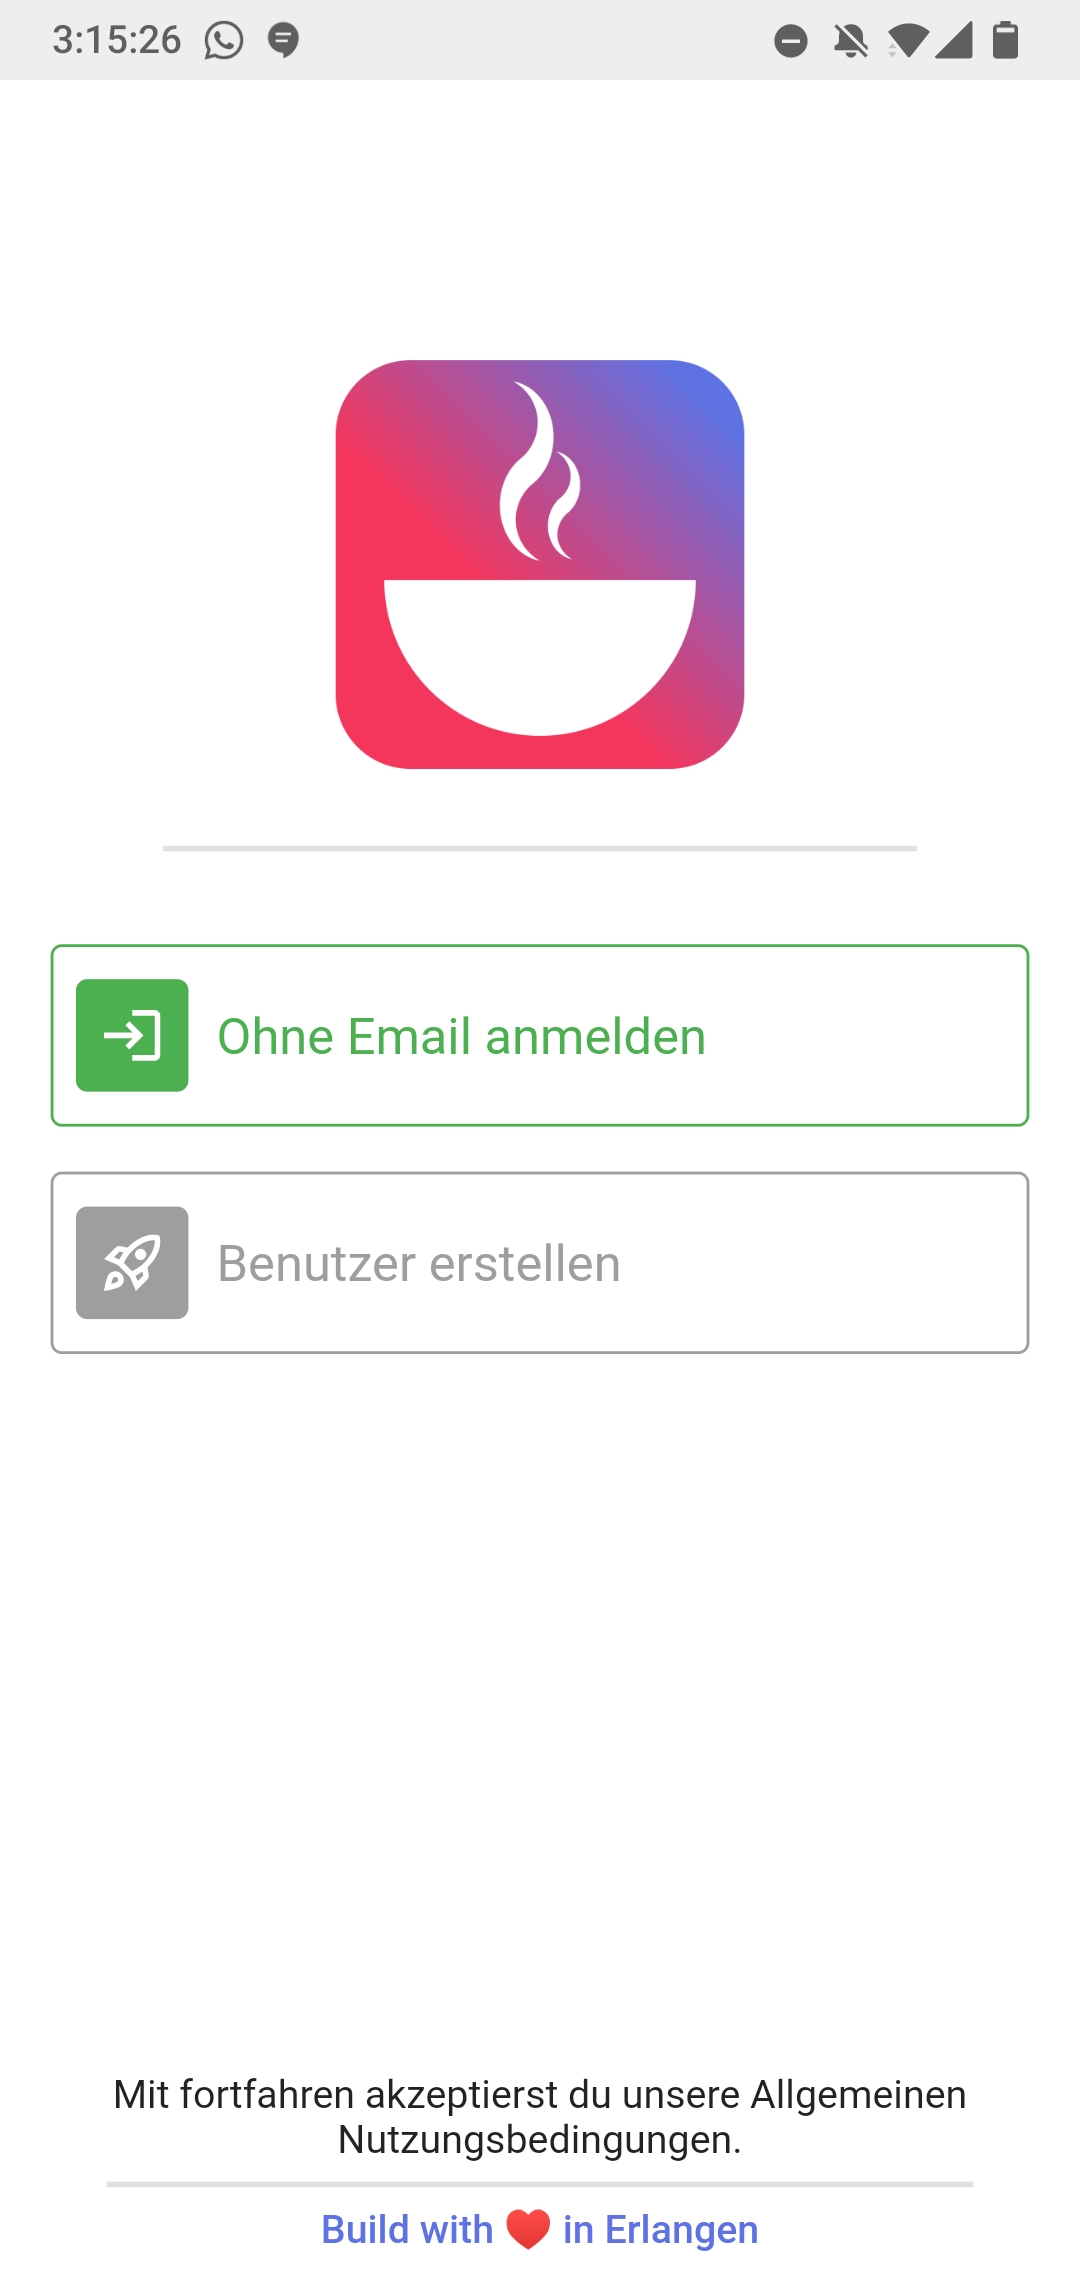 3:15:26
Ohne Email anmelden
Benutzer erstellen
Mit fortfahren akzeptierst du unsere Allgemeinen
Nutzungsbedingungen.
Build with ❤️ in Erlangen